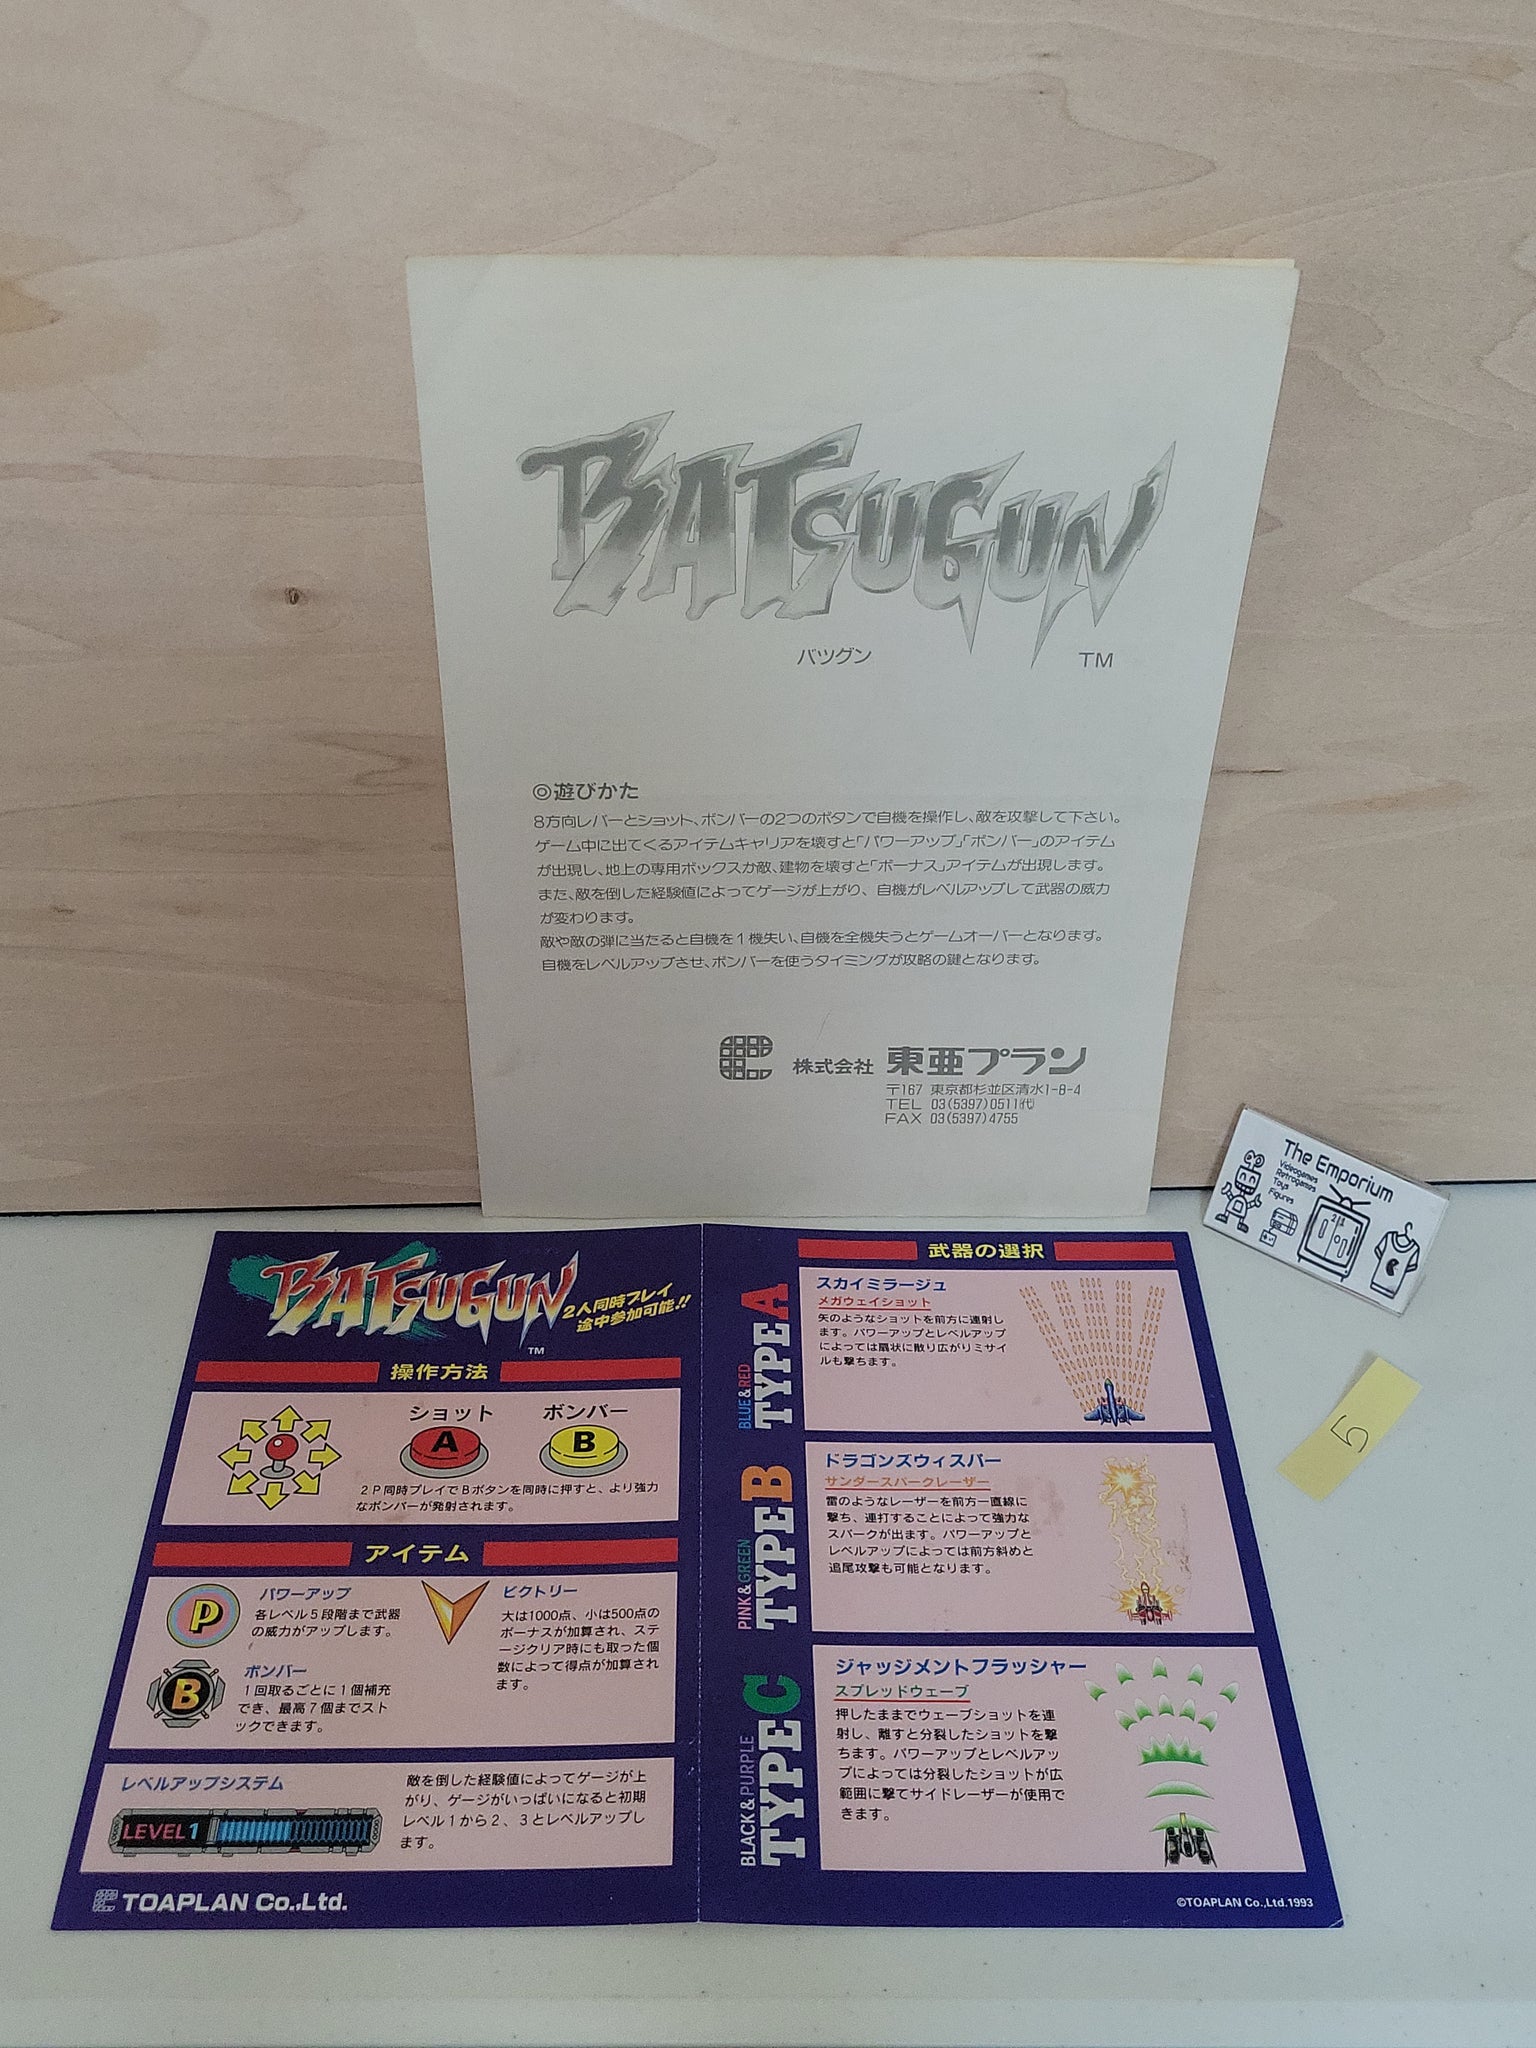 BATSUGUN
バツグン
TM
◎遊びかた
8方向レバーとショット、ボンバーの2つのボタンで自機を操作し、敵を攻撃して下さい。
ゲーム中に出てくるアイテムキャリアを壊すと「パワーアップ」「ボンバー」のアイテム
が出現し、地上の専用ボックスか敵、建物を壊すと「ボーナス」アイテムが出現します。
また、敵を倒した経験値によってゲージが上がり、自機がレベルアップして武器の威力
が変わります。
敵や敵の弾に当たると自機を1機失い、自機を全機失うとゲームオーバーとなります。
自機をレベルアップさせ、ボンバーを使うタイミングが攻略の鍵となります。
株式会社 東亜プラン
〒167 東京都杉並区清水1-8-4
TEL 03(5397)0511代
FAX 03(5397)4755
The Emporium
Videogames
Retrogames
Toys
Figures
5
BATSUGUN
TM
2人同時プレイ
途中参加可能!!
操作方法
ショット
ボンバー
A
B
2P同時プレイでBボタンを同時に押すと、より強力
なボンバーが発射されます。
アイテム
P
パワーアップ
各レベル5段階まで武器
の威力がアップします。
B
ボンバー
1回取るごとに1個補充
でき、最高7個までスト
ックできます。
ビクトリー
大は1000点、小は500点の
ボーナスが加算され、ステ
ージクリア時にも取った個
数によって得点が加算され
ます。
レベルアップシステム
LEVEL1
敵を倒した経験値によってゲージが上
がり、ゲージがいっぱいになると初期
レベル1から2、3とレベルアップし
ます。
TOAPLAN Co.,Ltd.
武器の選択
BLUE&RED
TYPE A
スカイミラージュ
メガウェイショット
矢のようなショットを前方に連射し
ます。パワーアップとレベルアップ
によっては扇状に散り広がりミサイ
ルも撃ちます。
PINK&GREEN
TYPE B
ドラゴンズウィスパー
サンダースパークレーザー
雷のようなレーザーを前方一直線に
撃ち、連打することによって強力な
スパークが出ます。パワーアップと
レベルアップによっては前方斜めと
追尾攻撃も可能となります。
BLACK&PURPLE
TYPE C
ジャッジメントフラッシャー
スプレッドウェーブ
押したままでウェーブショットを連
射し、離すと分裂したショットを撃
ちます。パワーアップとレベルアッ
プによっては分裂したショットが広
範囲に撃てサイドレーザーが使用で
きます。
©TOAPLAN Co.,Ltd.1993